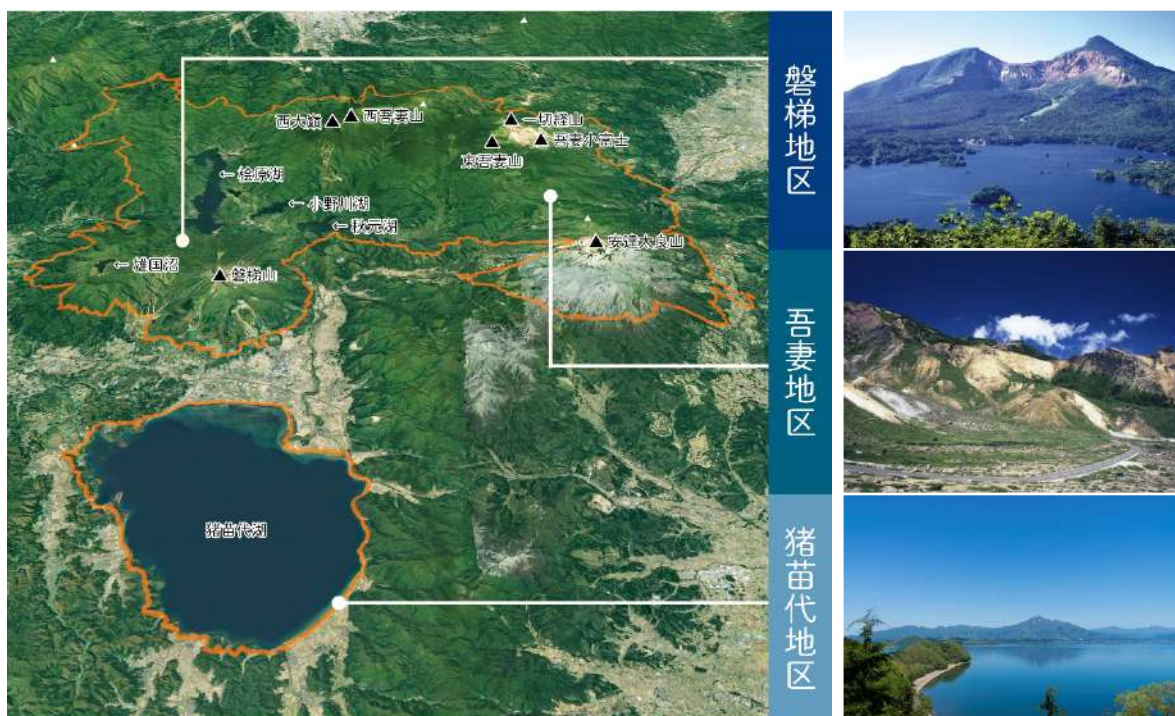 西大巓
西吾妻山
一切経山
吾妻小富士
東吾妻山
← 桧原湖
← 小野川湖
← 秋元湖
安達太良山
← 雄国沼
磐梯山
猪苗代湖
磐梯地区
吾妻地区
猪苗代地区